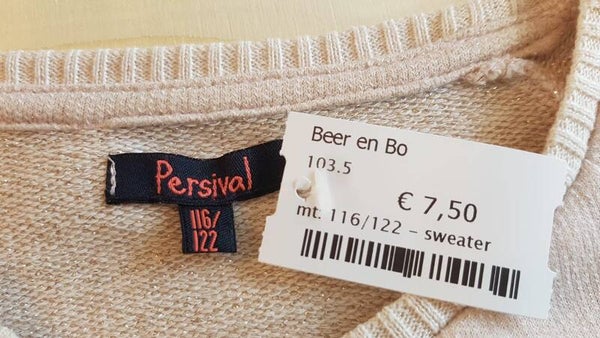 Persival
116/
122
Beer en Bo
103.5
€ 7,50
mt. 116/122 – sweater